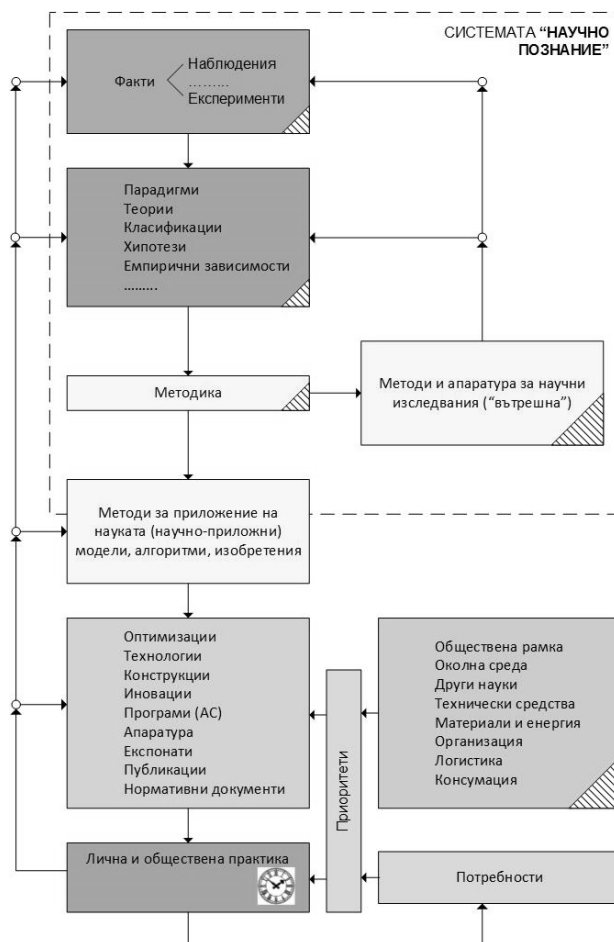 СИСТЕМАТА “НАУЧНО
ПОЗНАНИЕ”
Факти
Наблюдения
………
Експерименти
Парадигми
Теории
Класификации
Хипотези
Емпирични зависимости
………
Методика
Методи и апаратура за научни
изследвания (“вътрешна”)
Методи за приложение на
науката (научно-приложни)
модели, алгоритми, изобретения
Оптимизации
Технологии
Конструкции
Иновации
Програми (АС)
Апаратура
Експонати
Публикации
Нормативни документи
Приоритети
Обществена рамка
Околна среда
Други науки
Технически средства
Материали и енергия
Организация
Логистика
Консумация
Лична и обществена практика
Потребности